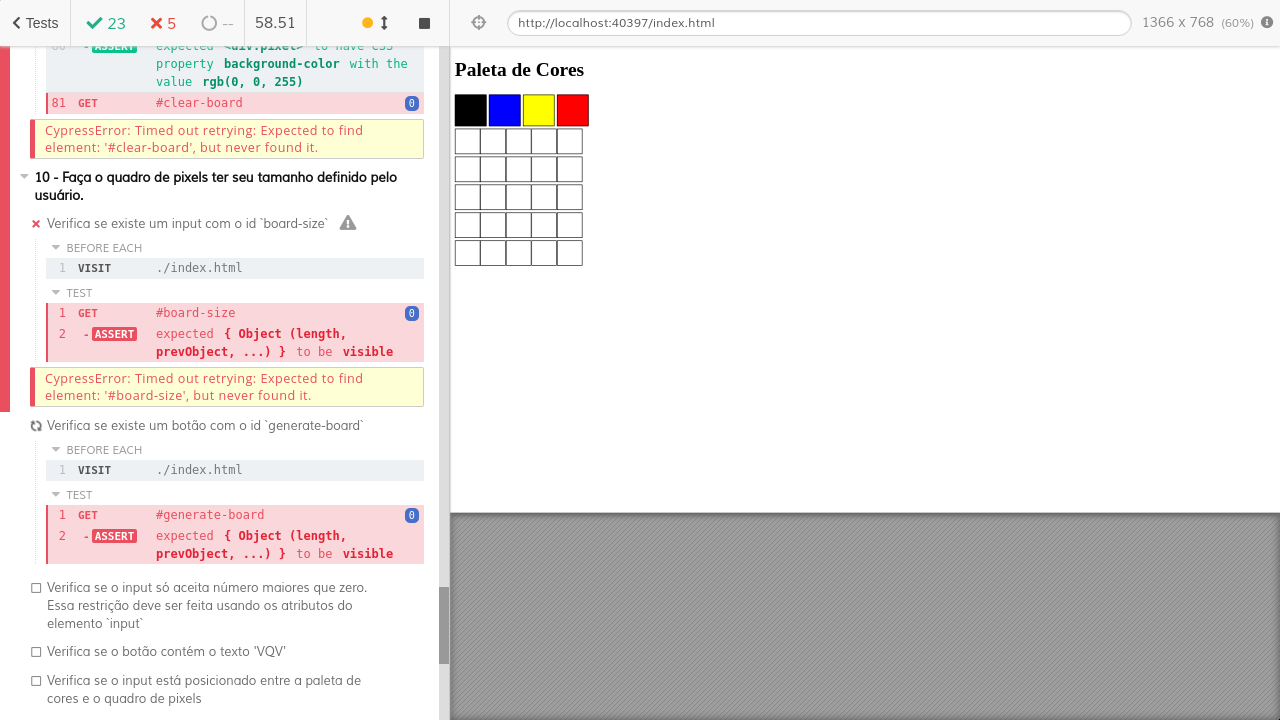 Tests 23 5 -- 58.51 http://localhost:40397/index.html 1366 x 768 (60%)
80 - ASSERT expected <div.pixel> to have CSS
property background-color with the
value rgb(0, 0, 255)
81 GET #clear-board 0
CypressError: Timed out retrying: Expected to find
element: '#clear-board', but never found it.
10 - Faça o quadro de pixels ter seu tamanho definido pelo
usuário.
Verifica se existe um input com o id `board-size`
BEFORE EACH
1 VISIT ./index.html
TEST
1 GET #board-size 0
2 - ASSERT expected { Object (length,
prevObject, ...) } to be visible
CypressError: Timed out retrying: Expected to find
element: '#board-size', but never found it.
Verifica se existe um botão com o id `generate-board`
BEFORE EACH
1 VISIT ./index.html
TEST
1 GET #generate-board 0
2 - ASSERT expected { Object (length,
prevObject, ...) } to be visible
Verifica se o input só aceita número maiores que zero.
Essa restrição deve ser feita usando os atributos do
elemento `input`
Verifica se o botão contém o texto 'VQV'
Verifica se o input está posicionado entre a paleta de
cores e o quadro de pixels
Paleta de Cores